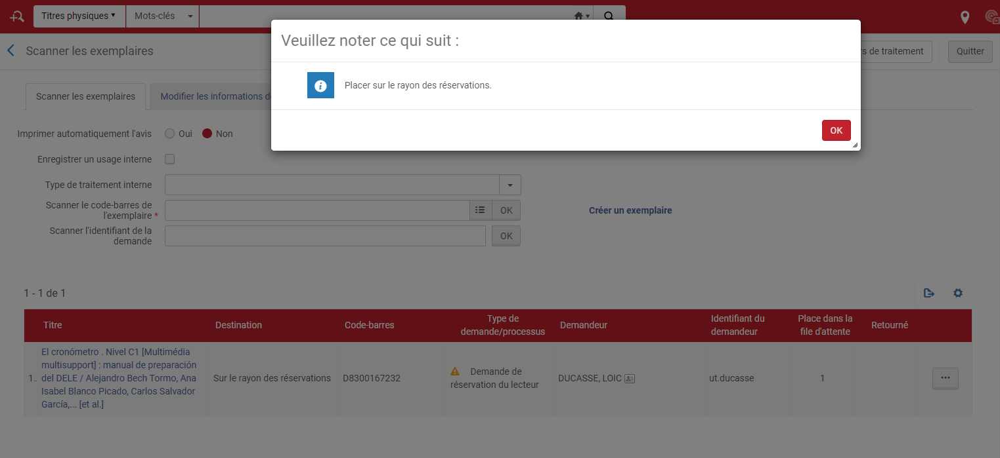 Titres physiques
Mots-clés
Veuillez noter ce qui suit :
Scanner les exemplaires
rs de traitement
Quitter
Placer sur le rayon des réservations.
OK
Scanner les exemplaires
Modifier les informations d
Imprimer automatiquement l'avis
Oui
Non
Enregistrer un usage interne
Type de traitement interne
Scanner le code-barres de
l'exemplaire *
OK
Créer un exemplaire
Scanner l'identifiant de la
demande
OK
1 - 1 de 1
Titre
Destination
Code-barres
Type de
demande/processus
Demandeur
Identifiant du
demandeur
Place dans la
file d'attente
Retourné
1..
El cronómetro . Nivel C1 [Multimédia
multisupport] : manual de preparación
del DELE / Alejandro Bech Tormo, Ana
Isabel Blanco Picado, Carlos Salvador
García,... [et al.]
Sur le rayon des réservations
D8300167232
Demande de
réservation du lecteur
DUCASSE, LOIC
ut.ducasse
1